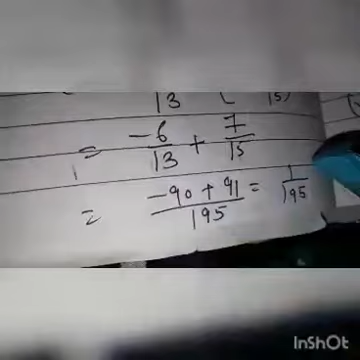 13 ( 15)
= -6/13 + 7/15
= (-90 + 91)/195 = 1/195
InShOt